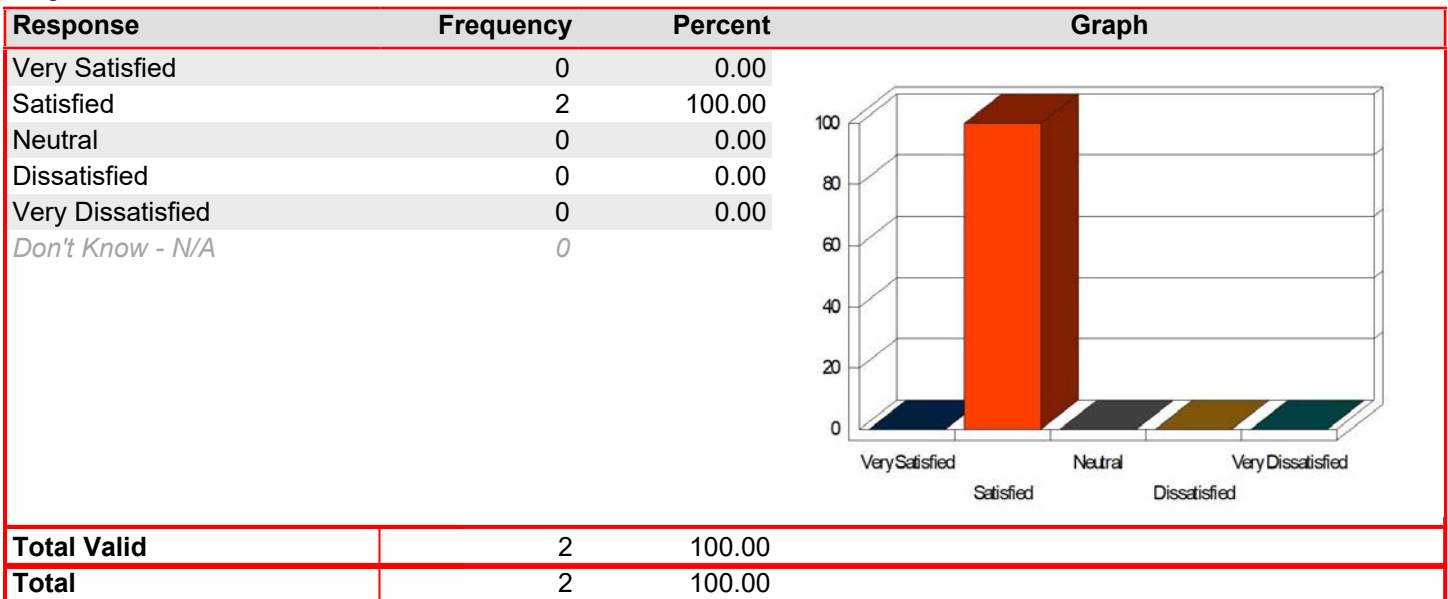 Response Frequency Percent Graph
Very Satisfied 0 0.00
Satisfied 2 100.00
Neutral 0 0.00
Dissatisfied 0 0.00
Very Dissatisfied 0 0.00
Don't Know - N/A 0
100
80
60
40
20
0
Very Satisfied Neutral Very Dissatisfied
Satisfied Dissatisfied
Total Valid 2 100.00
Total 2 100.00